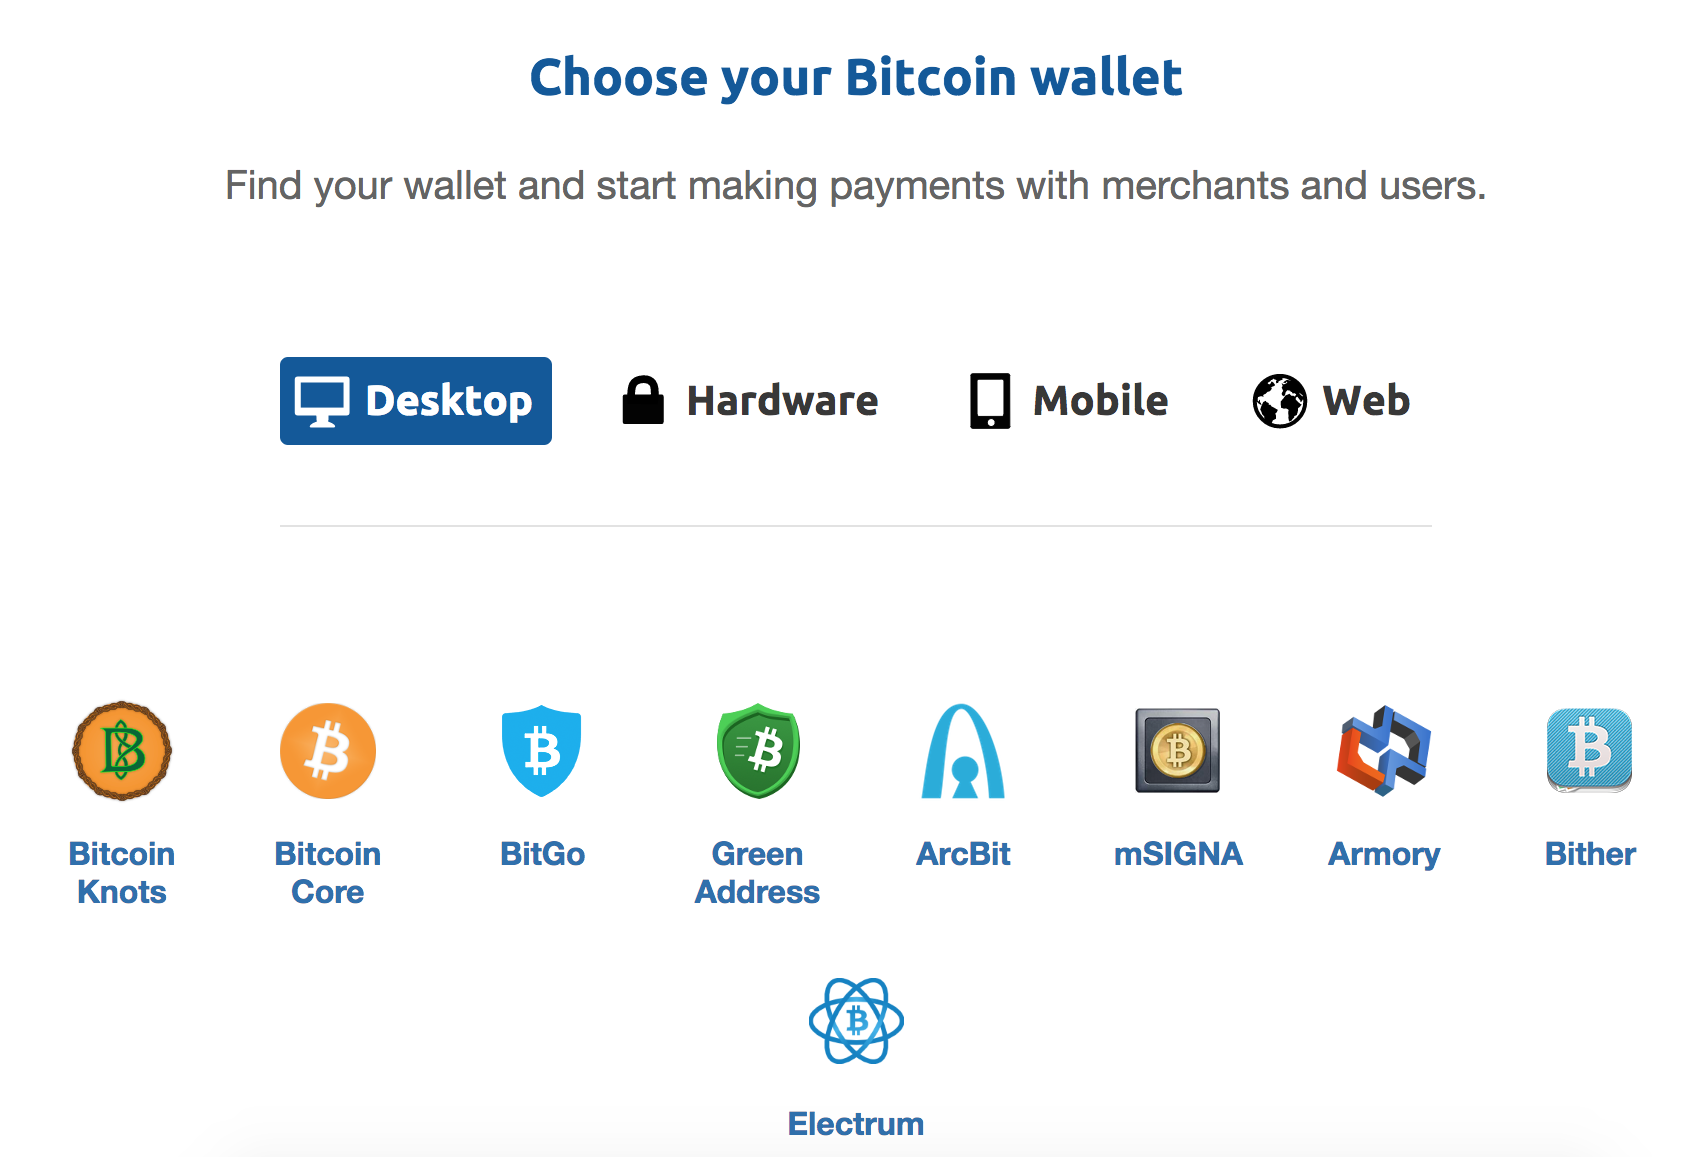 Choose your Bitcoin wallet
Find your wallet and start making payments with merchants and users.
Desktop
Hardware
Mobile
Web
Bitcoin
Knots
Bitcoin
Core
BitGo
Green
Address
ArcBit
mSIGNA
Armory
Bither
Electrum